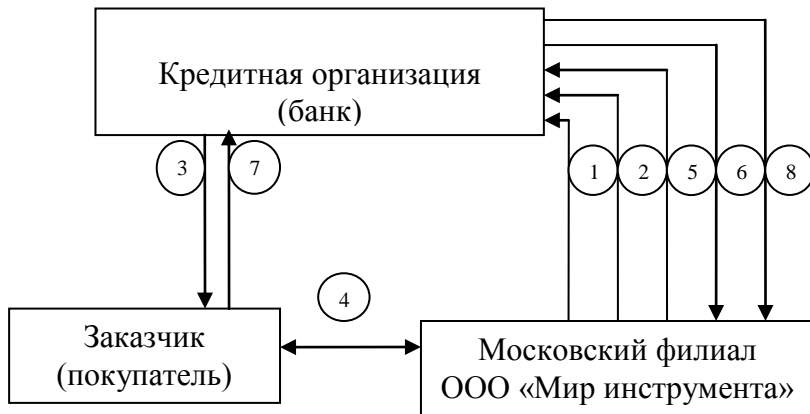 Кредитная организация
(банк)
3
7
1
2
5
6
8
4
Заказчик
(покупатель)
Московский филиал
ООО «Мир инструмента»